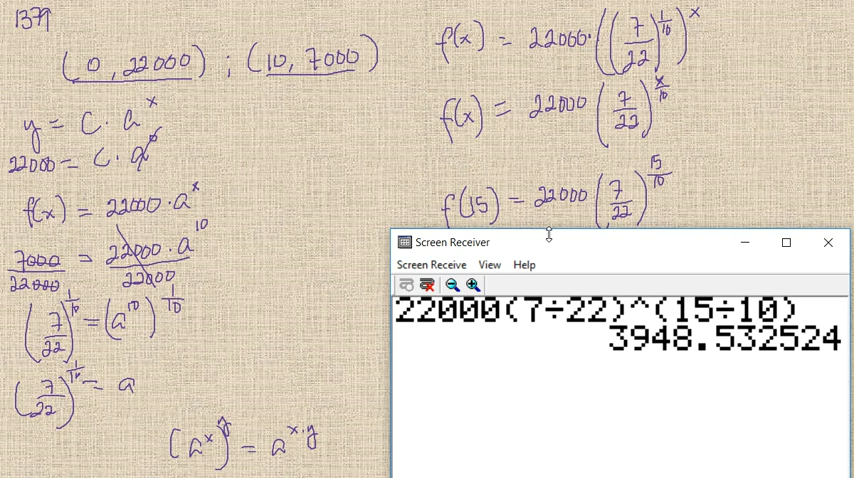 1379
(0, 22000) ; (10, 7000)
y = C · a^x
22000 = C · a^0
f(x) = 22000 · a^x
7000/22000 = 22000 · a^10/22000
(7/22)^1/10 = (a^10)^1/10
(7/22)^1/10 = a
(a^x)^y = a^x·y
f(x) = 22000 · ((7/22)^1/10)^x
f(x) = 22000 (7/22)^x/10
f(15) = 22000 (7/22)^15/10
Screen Receiver
Screen Receive View Help
22000(7÷22)^(15÷10)
3948.532524